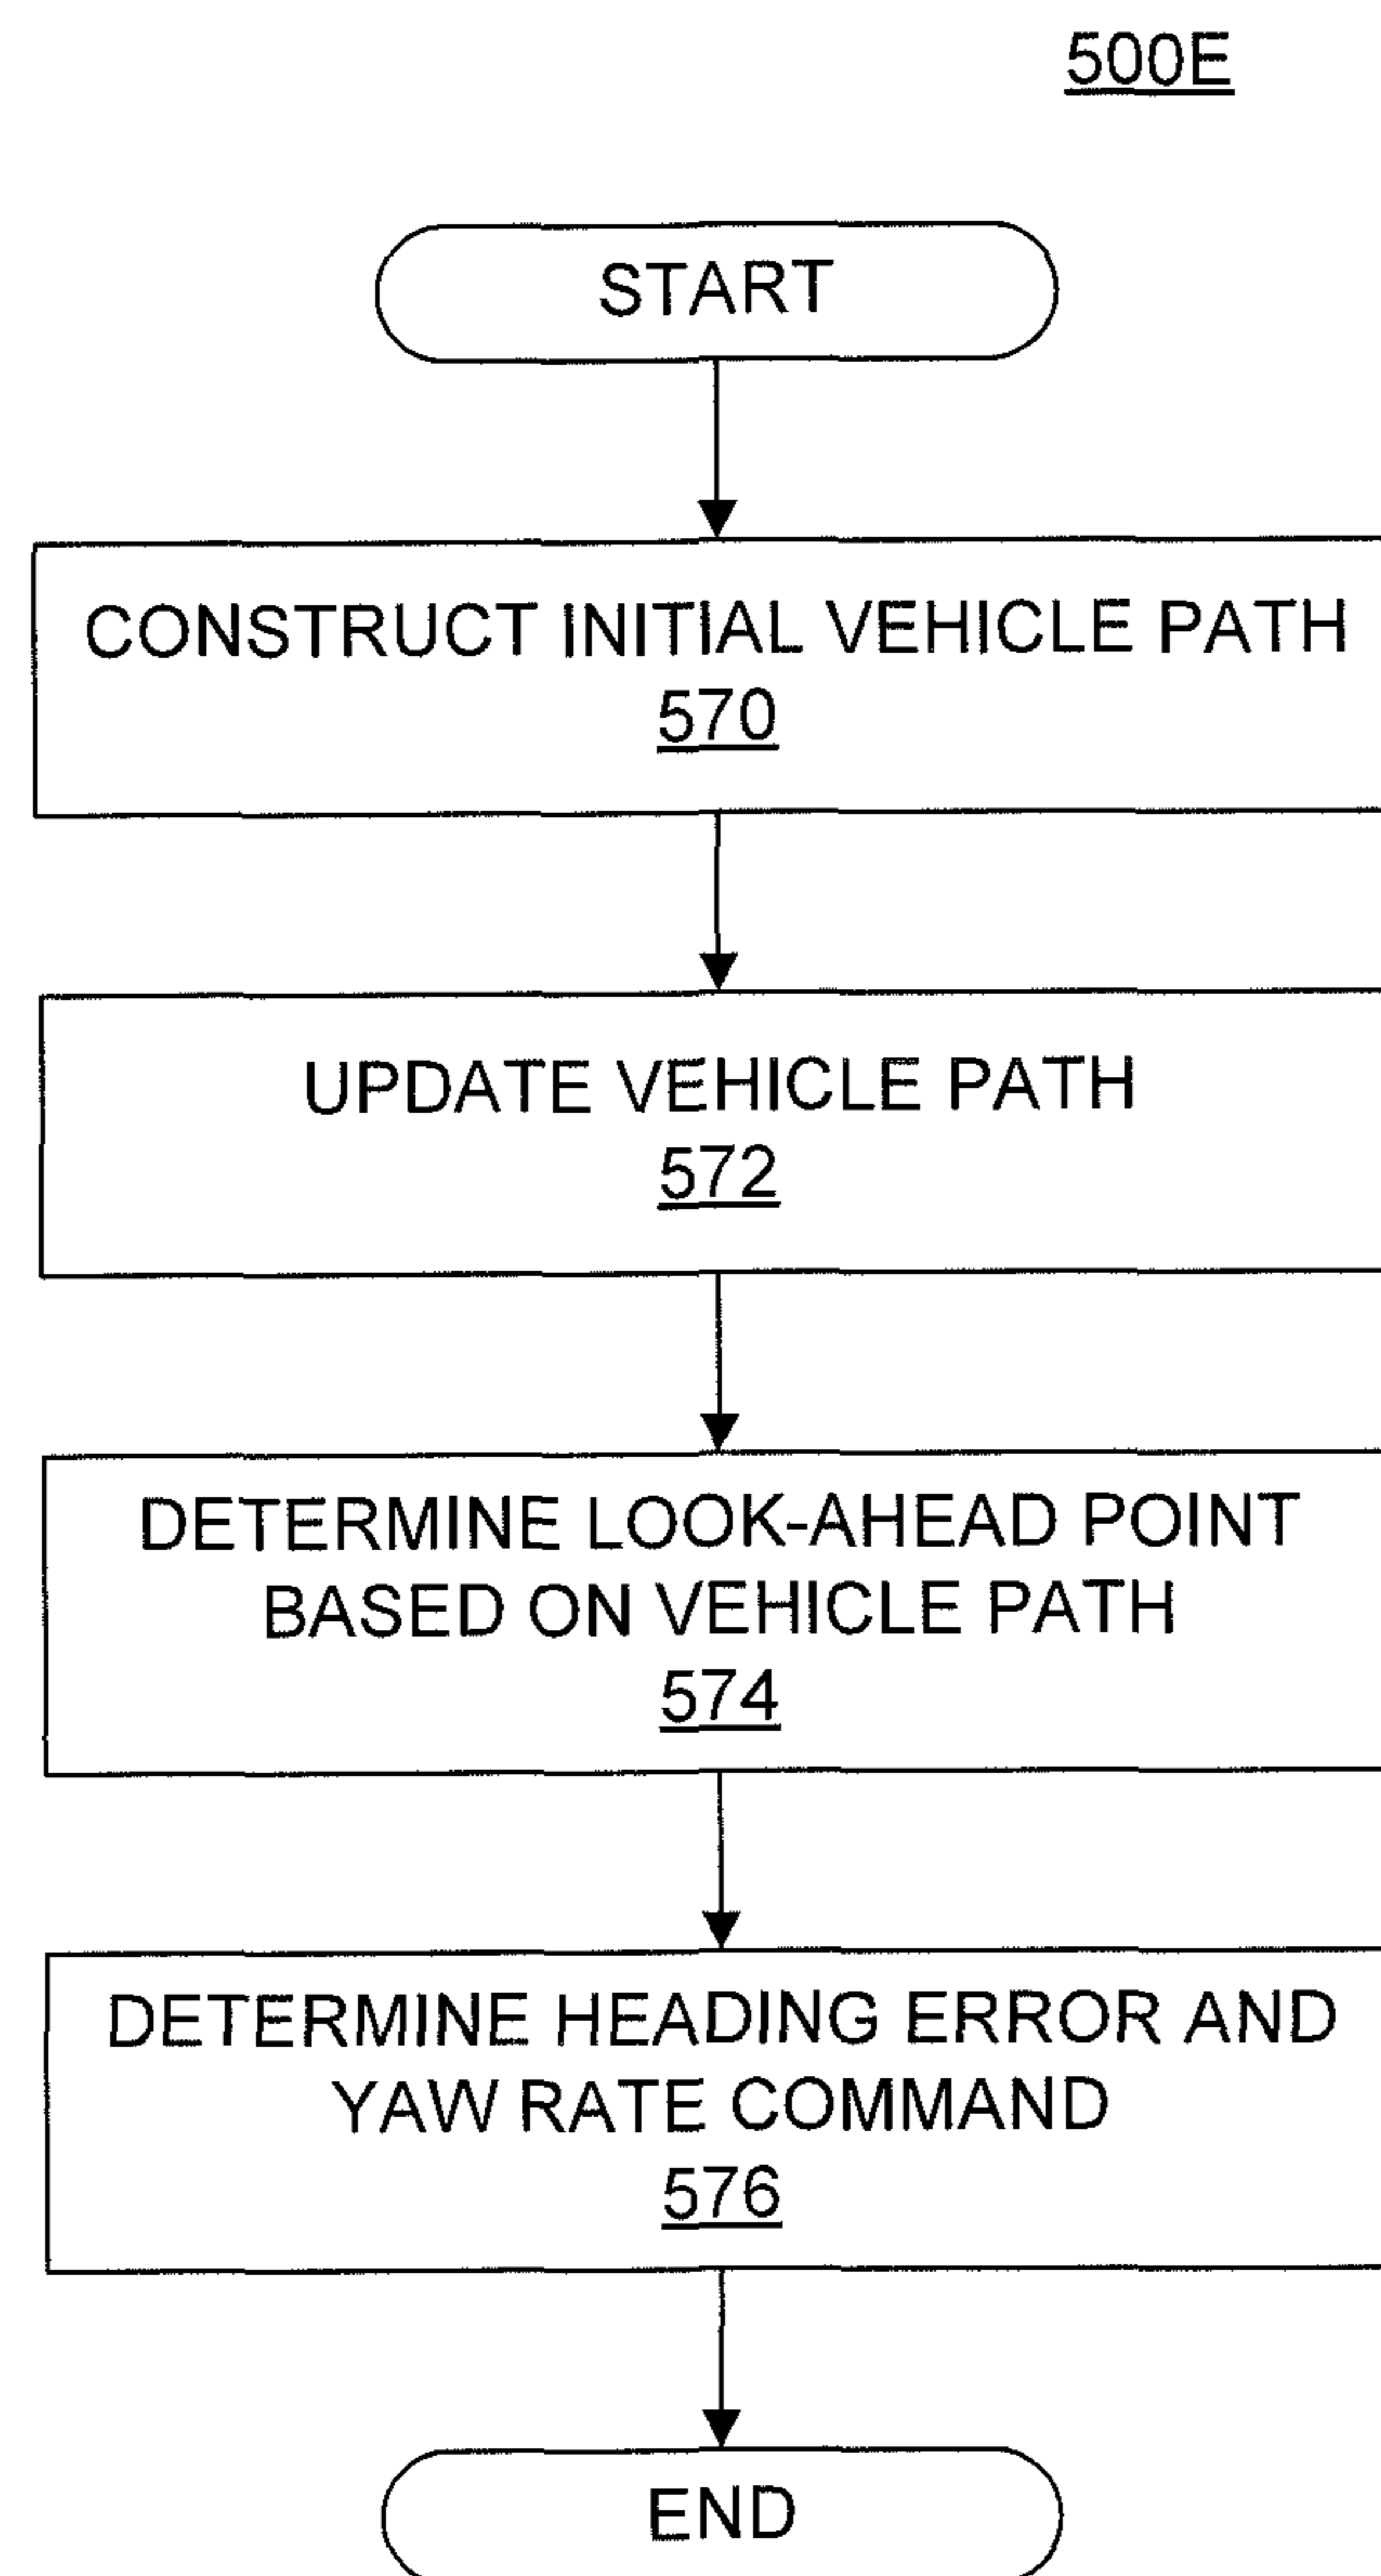 500E
START
CONSTRUCT INITIAL VEHICLE PATH
570
UPDATE VEHICLE PATH
572
DETERMINE LOOK-AHEAD POINT
BASED ON VEHICLE PATH
574
DETERMINE HEADING ERROR AND
YAW RATE COMMAND
576
END